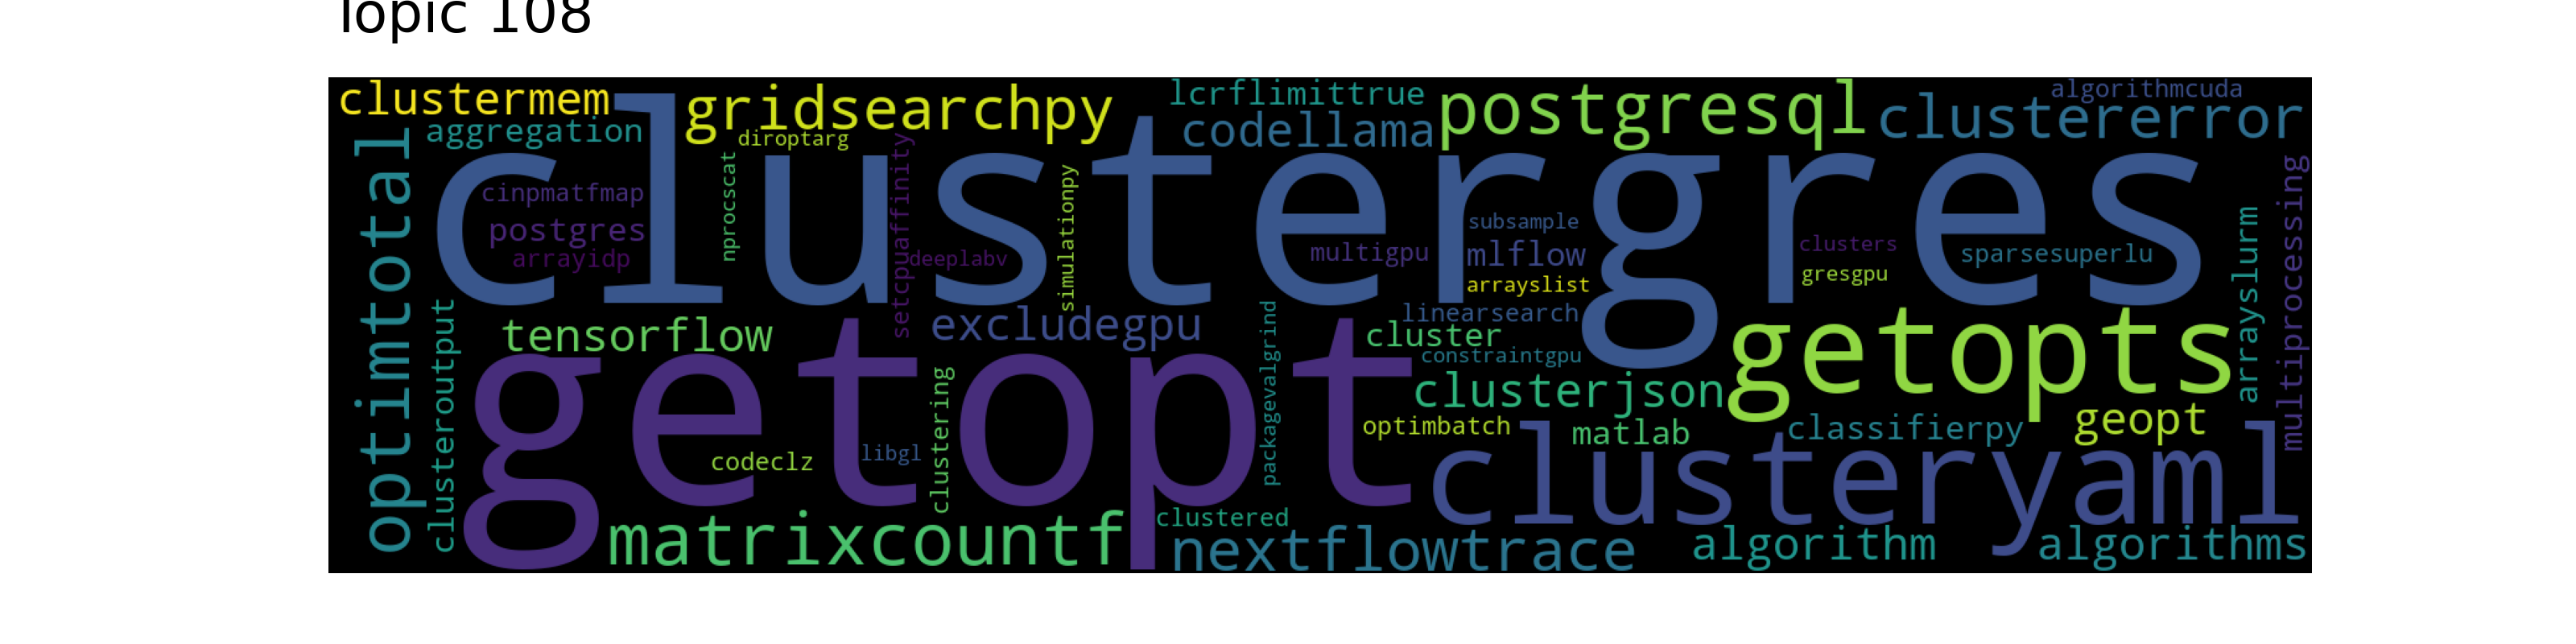 Topic 108
clustermem
gridsearchpy
lcrflimittrue
postgresql
algorithmcuda
clustererror
aggregation
diroptarg
codellama
clustergres
optimtotal
cinpmatfmap
postgres
arrayidp
nprocscat
setcpuaffinity
deeplabv
simulationpy
multigpu
subsample
mlflow
arrayslist
clusters
gresgpu
sparsesuperlu
arrayslurm
multiprocessing
clusteroutput
tensorflow
excludegpu
packagevalgrind
linearsearch
cluster
constraintgpu
clusterjson
getopts
getopt
codeclz
libgl
clustering
optimbatch
matlab
classifierpy
geopt
clusteryaml
matrixcountf
clustered
nextflowtrace
algorithm
algorithms